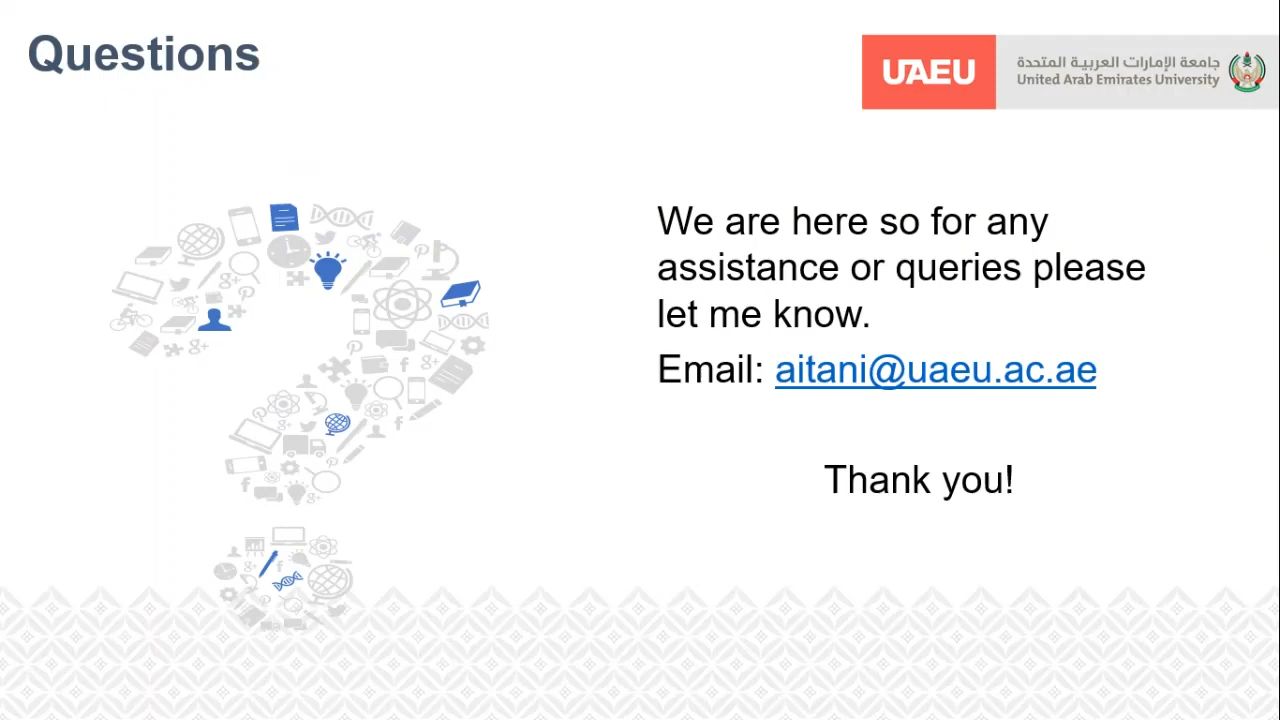 Questions
UAEU
جامعة الإمارات العربية المتحدة
United Arab Emirates University
We are here so for any
assistance or queries please
let me know.
Email: aitani@uaeu.ac.ae
Thank you!